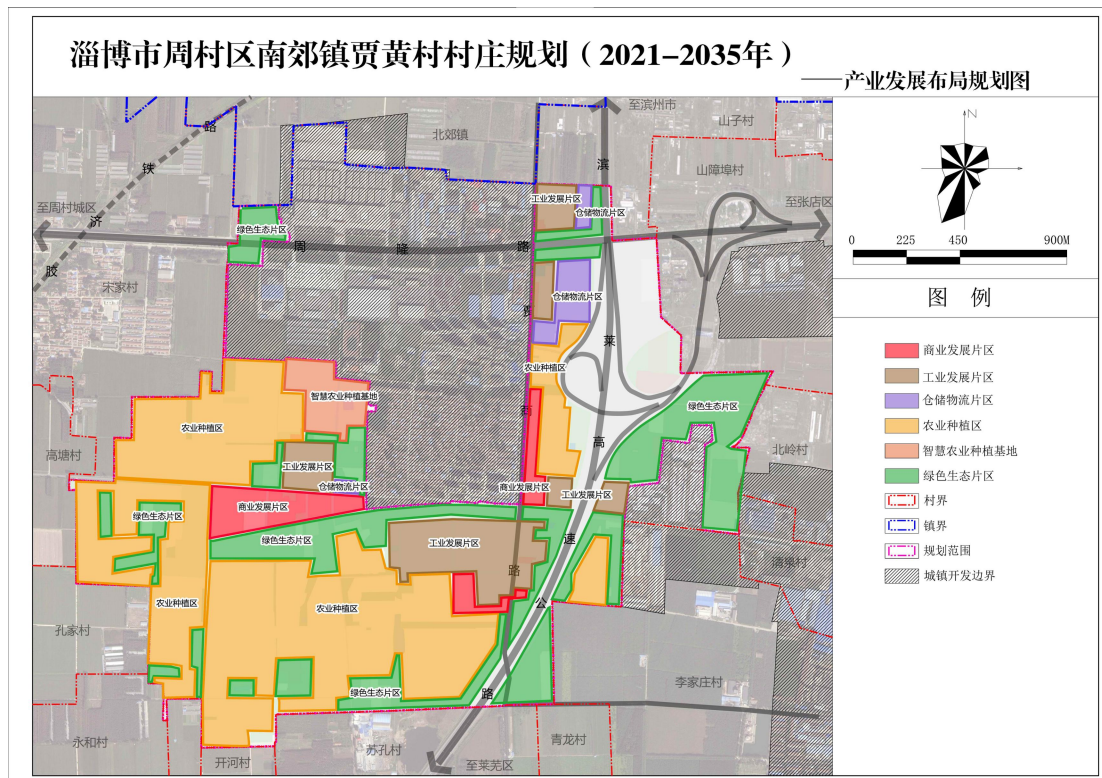 淄博市周村区南郊镇贾黄村村庄规划（2021-2035年）
——产业发展布局规划图
至滨州市
山子村
北郊镇
路
滨
铁
山障埠村
工业发展片区
至张店区
至周村城区
仓储物流片区
济
绿色生态片区
周
隆
路
胶
宋家村
仓储物流片区
贾
莱
农业种植区
智慧农业种植基地
黄
绿色生态片区
农业种植区
高
北岭村
高塘村
工业发展片区
仓储物流片区
商业发展片区
工业发展片区
商业发展片区
绿色生态片区
绿色生态片区
工业发展片区
速
路
清泉村
农业种植区
农业种植区
公
孔家村
李家庄村
绿色生态片区
路
永和村
苏孔村
青龙村
开河村
至莱芜区
N
0 225 450 900M
图 例
商业发展片区
工业发展片区
仓储物流片区
农业种植区
智慧农业种植基地
绿色生态片区
村界
镇界
规划范围
城镇开发边界